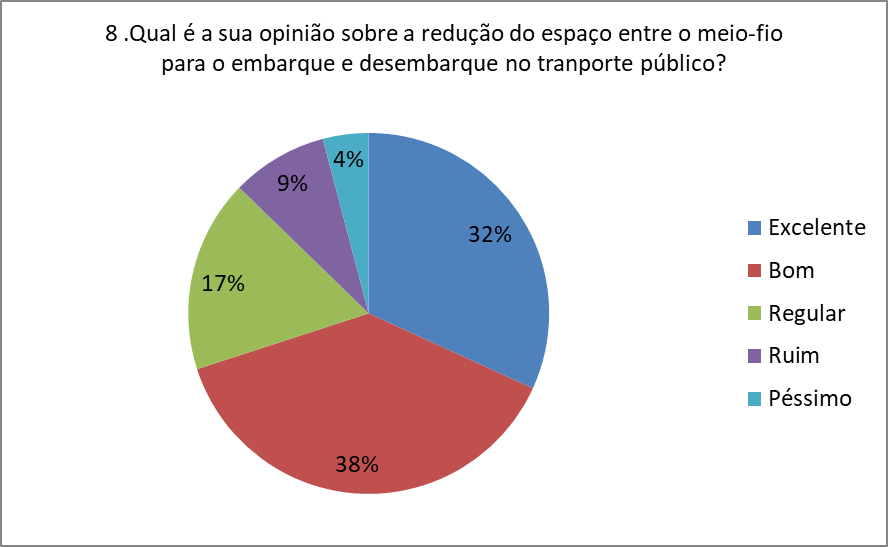 8 .Qual é a sua opinião sobre a redução do espaço entre o meio-fio
para o embarque e desembarque no tranporte público?
4%
9%
32%
17%
38%
Excelente
Bom
Regular
Ruim
Péssimo